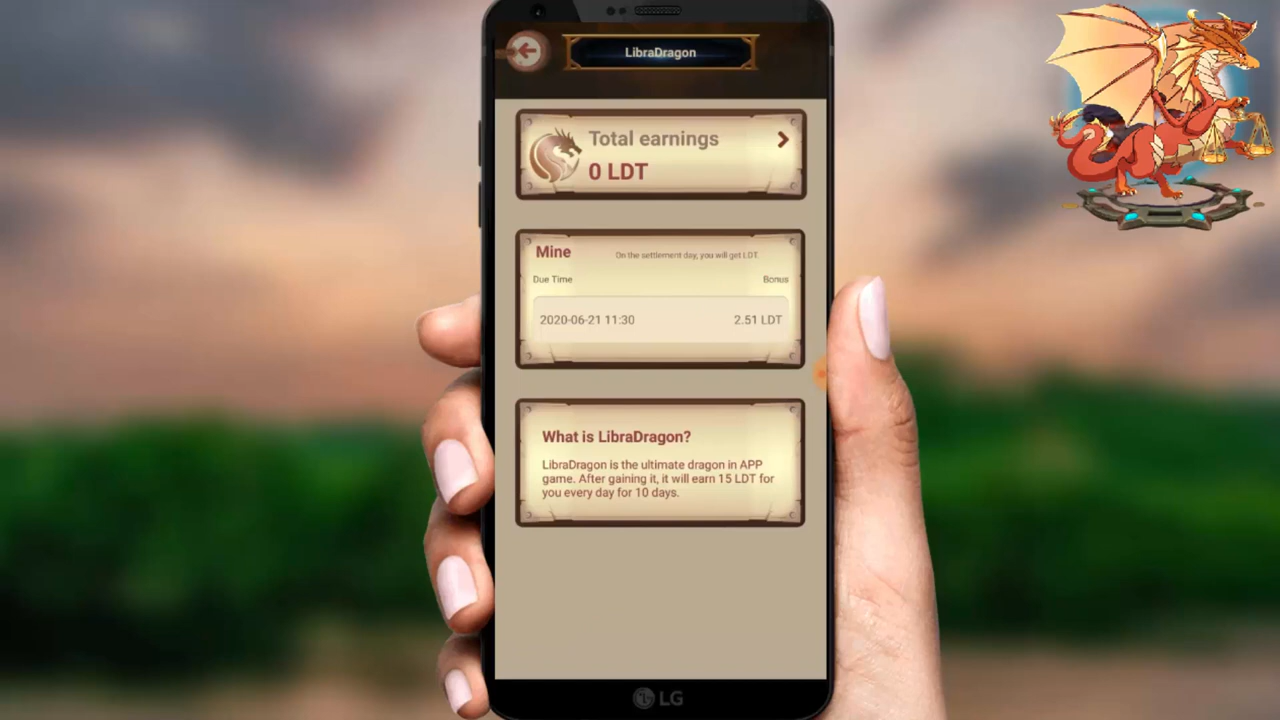 LibraDragon
Total earnings
0 LDT
Mine
On the settlement day, you will get LDT.
Due Time
Bonus
2020-06-21 11:30
2.51 LDT
What is LibraDragon?
LibraDragon is the ultimate dragon in APP
game. After gaining it, it will earn 15 LDT for
you every day for 10 days.
LG